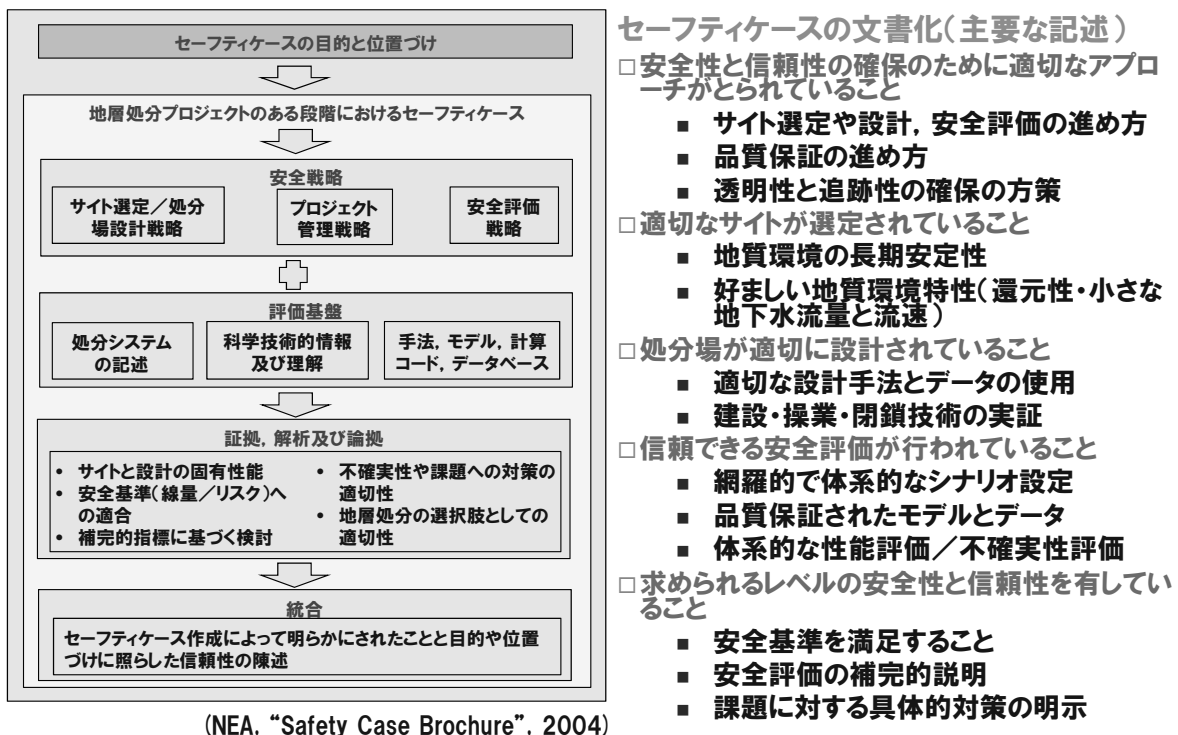 セーフティケースの目的と位置づけ
地層処分プロジェクトのある段階におけるセーフティケース
安全戦略
サイト選定／処分
場設計戦略
プロジェクト
管理戦略
安全評価
戦略
評価基盤
処分システム
の記述
科学技術的情報
及び理解
手法，モデル，計算
コード，データベース
証拠，解析及び論拠
• サイトと設計の固有性能
• 安全基準（線量／リスク）へ
の適合
• 補完的指標に基づく検討
• 不確実性や課題への対策の
適切性
• 地層処分の選択肢としての
適切性
統合
セーフティケース作成によって明らかにされたことと目的や位置
づけに照らした信頼性の陳述
(NEA, “Safety Case Brochure”, 2004)
セーフティケースの文書化（主要な記述）
□安全性と信頼性の確保のために適切なアプロ
ーチがとられていること
■ サイト選定や設計，安全評価の進め方
■ 品質保証の進め方
■ 透明性と追跡性の確保の方策
□適切なサイトが選定されていること
■ 地質環境の長期安定性
■ 好ましい地質環境特性（還元性・小さな
地下水流量と流速）
□処分場が適切に設計されていること
■ 適切な設計手法とデータの使用
■ 建設・操業・閉鎖技術の実証
□信頼できる安全評価が行われていること
■ 網羅的で体系的なシナリオ設定
■ 品質保証されたモデルとデータ
■ 体系的な性能評価／不確実性評価
□求められるレベルの安全性と信頼性を有してい
ること
■ 安全基準を満足すること
■ 安全評価の補完的説明
■ 課題に対する具体的対策の明示